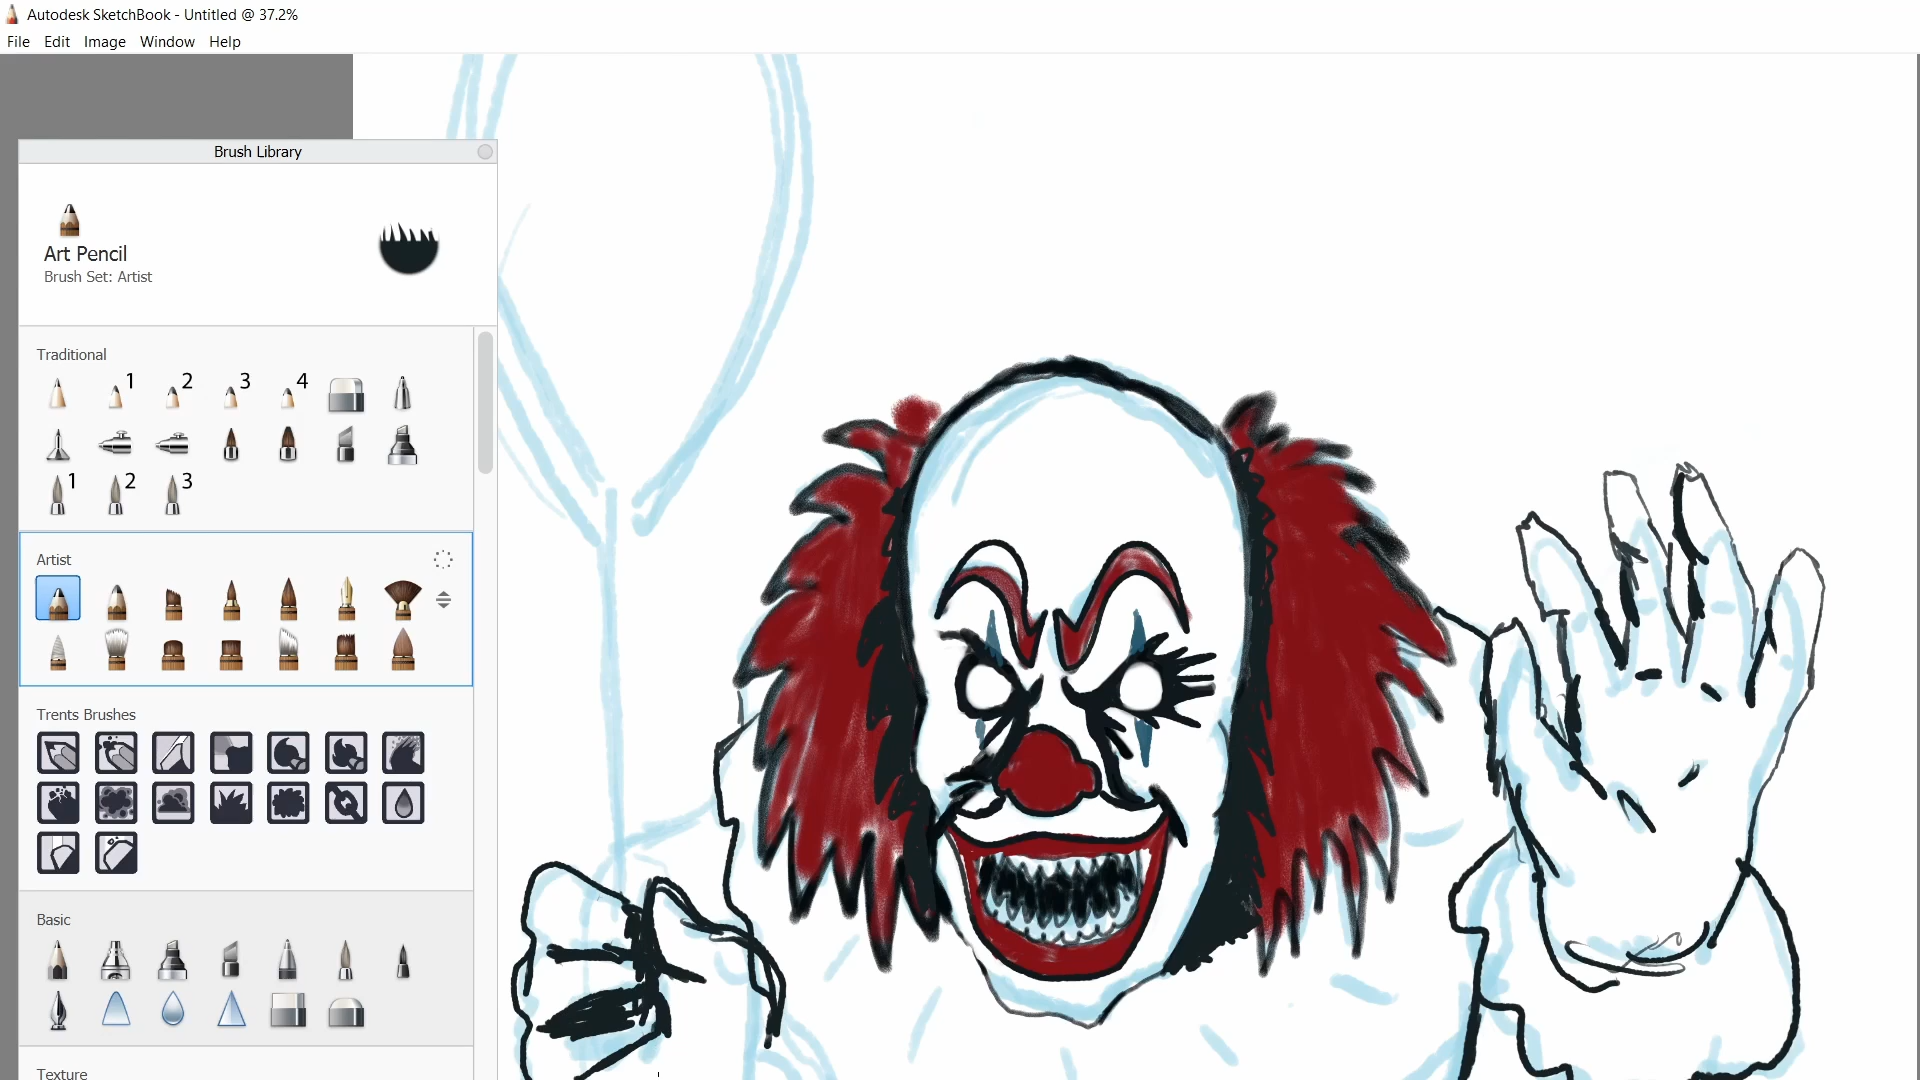 Autodesk SketchBook - Untitled @ 37.2%
File Edit Image Window Help
Brush Library
Art Pencil
Brush Set: Artist
Traditional
1 2 3 4
1 2 3
Artist
Trents Brushes
Basic
Texture